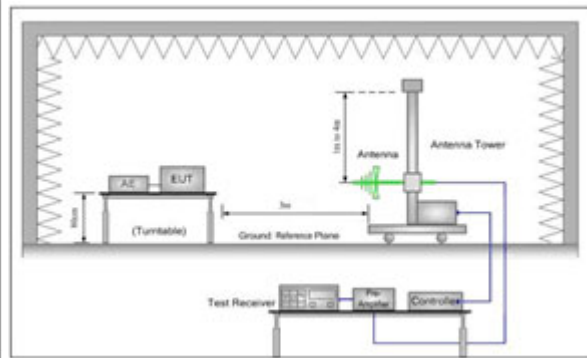 1m to 4m
Antenna
Antenna Tower
AE
EUT
80cm
(Turntable)
3m
Ground Reference Plane
Test Receiver
Pre-
Amplifier
Controller